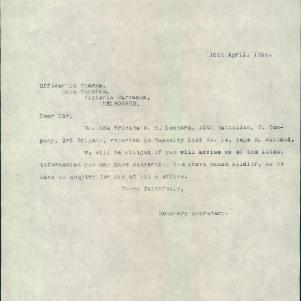 15th April, 1916.
Officer in Charge,
Base Records,
Victoria Barracks,
MELBOURNE.
Dear Sir,
No. Private A. H. Leonard, 10th Battalion, D. Com-
pany, 3rd Brigade, reported in Casualty List No. 14, page 5, wounded.
We will be obliged if you will advise us of the latest
information you may have concerning the above named soldier, as we
have an enquiry for him at this office.
Yours faithfully,
Honorary Secretary.